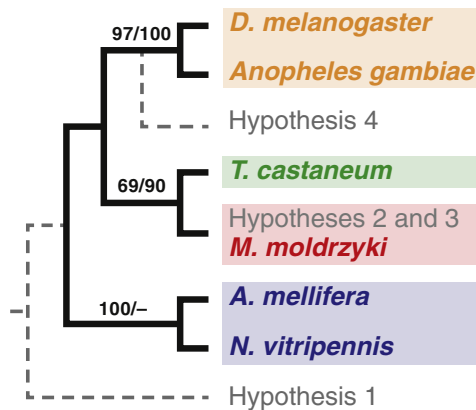 97/100
D. melanogaster
Anopheles gambiae
Hypothesis 4
69/90
T. castaneum
Hypotheses 2 and 3
M. moldrzyki
100/–
A. mellifera
N. vitripennis
Hypothesis 1